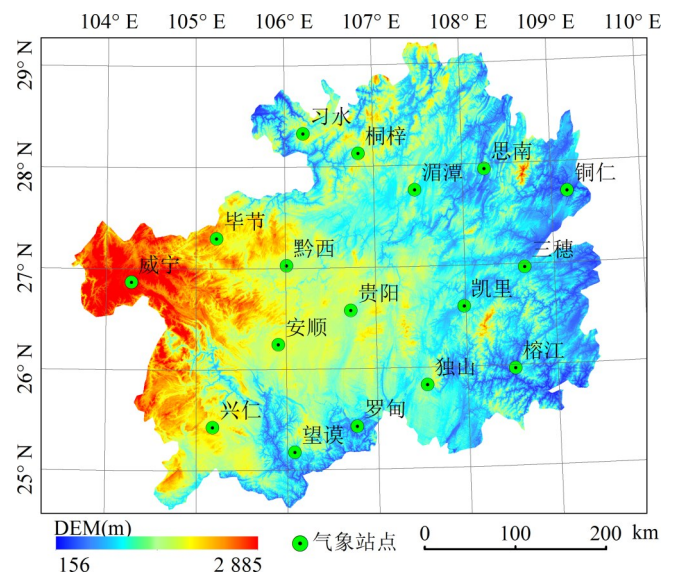 104° E 105° E 106° E 107° E 108° E 109° E 110° E
29° N
28° N
27° N
26° N
25° N
习水
桐梓
思南
湄潭
铜仁
毕节
黔西
三穗
威宁
贵阳
凯里
安顺
榕江
独山
兴仁
罗甸
望谟
DEM(m)
156 2 885
气象站点
0 100 200 km